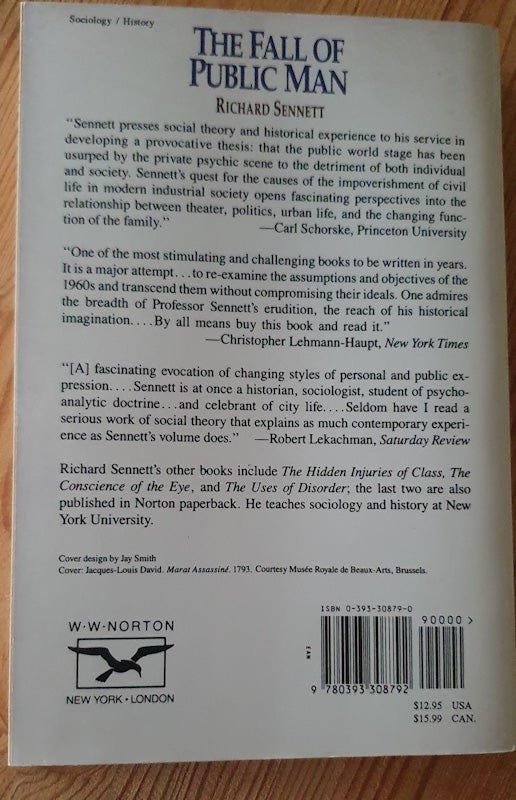 Sociology / History
THE FALL OF
PUBLIC MAN
RICHARD SENNETT
"Sennett presses social theory and historical experience to his service in
developing a provocative thesis: that the public world stage has been
usurped by the private psychic scene to the detriment of both individual
and society. Sennett's quest for the causes of the impoverishment of civil
life in modern industrial society opens fascinating perspectives into the
relationship between theater, politics, urban life, and the changing func-
tion of the family." —Carl Schorske, Princeton University
"One of the most stimulating and challenging books to be written in years.
It is a major attempt...to re-examine the assumptions and objectives of the
1960s and transcend them without compromising their ideals. One admires
the breadth of Professor Sennett's erudition, the reach of his historical
imagination....By all means buy this book and read it."
—Christopher Lehmann-Haupt, New York Times
"[A] fascinating evocation of changing styles of personal and public ex-
pression....Sennett is at once a historian, sociologist, student of psycho-
analytic doctrine...and celebrant of city life....Seldom have I read a
serious work of social theory that explains as much contemporary experi-
ence as Sennett's volume does." —Robert Lekachman, Saturday Review
Richard Sennett's other books include The Hidden Injuries of Class, The
Conscience of the Eye, and The Uses of Disorder; the last two are also
published in Norton paperback. He teaches sociology and history at New
York University.
Cover design by Jay Smith
Cover: Jacques-Louis David. Marat Assassiné. 1793. Courtesy Musée Royale de Beaux-Arts, Brussels.
W·W·NORTON
NEW YORK · LONDON
ISBN 0-393-30879-0
90000 >
EAN
9 780393 308792
$12.95 USA
$15.99 CAN.